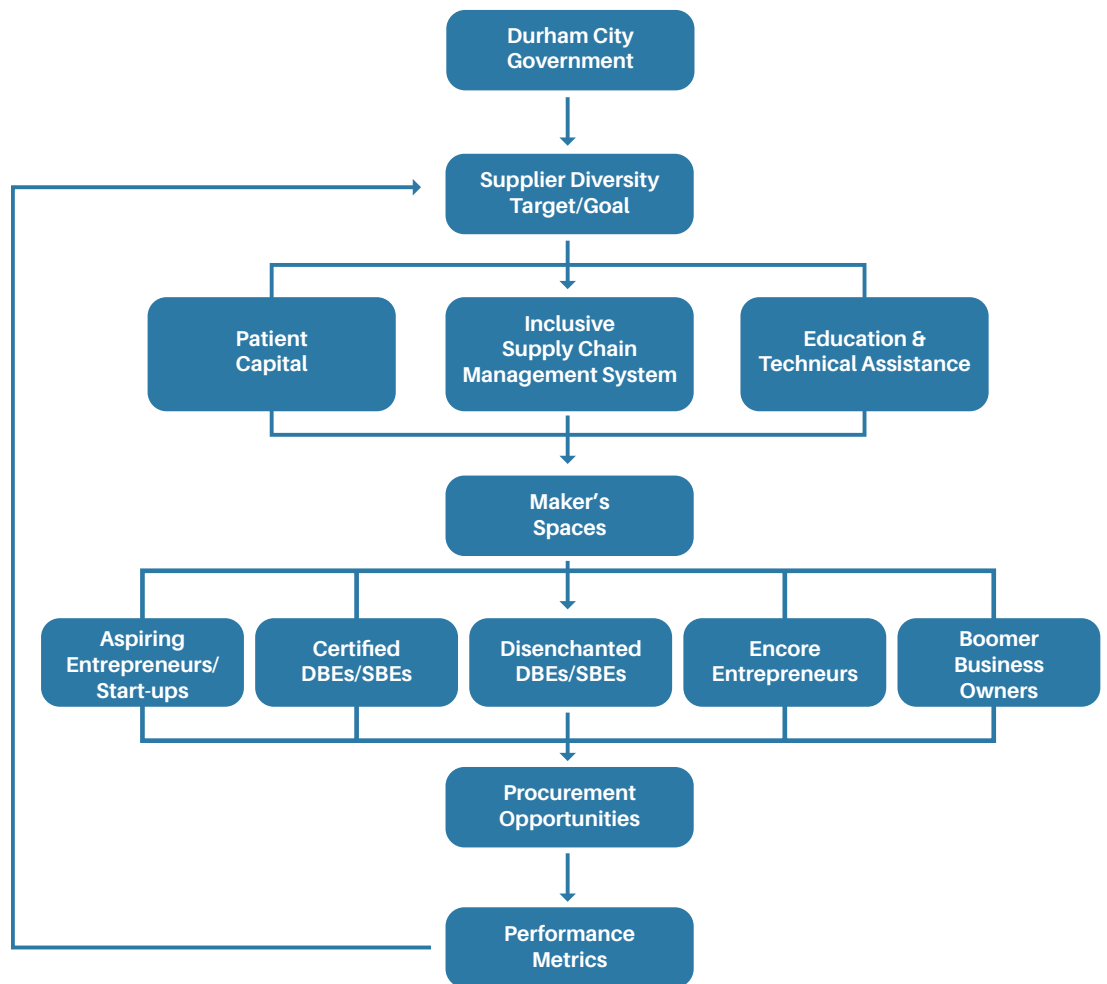 Durham City
Government
Supplier Diversity
Target/Goal
Patient
Capital
Inclusive
Supply Chain
Management System
Education &
Technical Assistance
Maker’s
Spaces
Aspiring
Entrepreneurs/
Start-ups
Certified
DBEs/SBEs
Disenchanted
DBEs/SBEs
Encore
Entrepreneurs
Boomer
Business
Owners
Procurement
Opportunities
Performance
Metrics